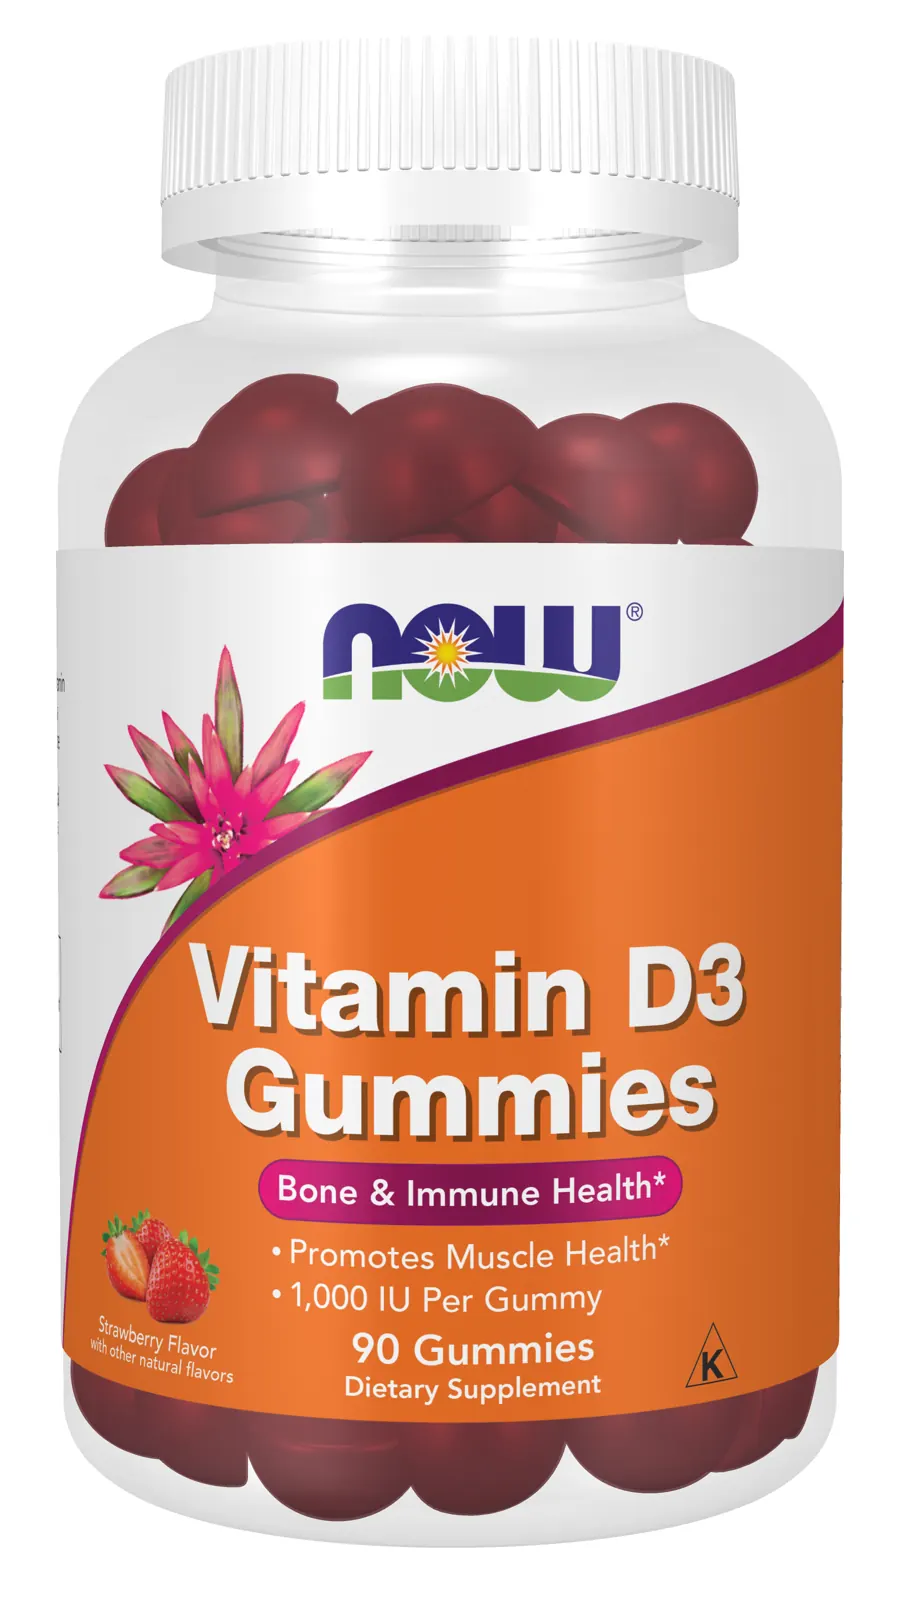 now®
Vitamin D3
Gummies
Bone & Immune Health*
• Promotes Muscle Health*
• 1,000 IU Per Gummy
90 Gummies
Dietary Supplement
Strawberry Flavor
with other natural flavors
K